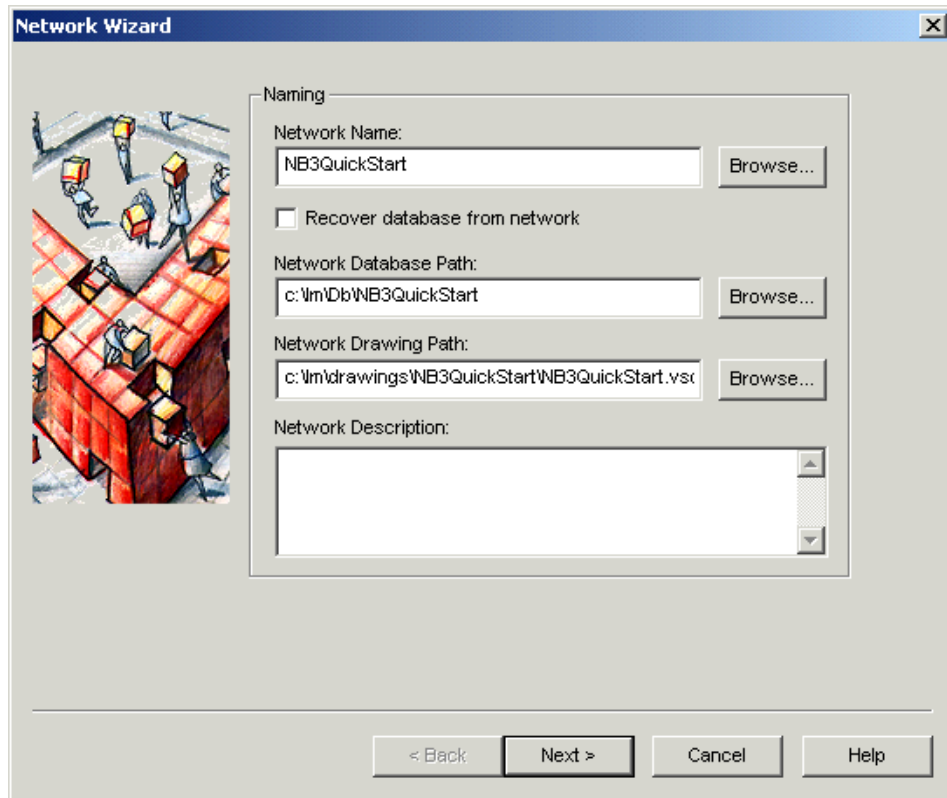 Network Wizard
Naming
Network Name:
NB3QuickStart
Browse...
Recover database from network
Network Database Path:
c:\lm\Db\NB3QuickStart
Browse...
Network Drawing Path:
c:\lm\drawings\NB3QuickStart\NB3QuickStart.vsd
Browse...
Network Description:
< Back
Next >
Cancel
Help